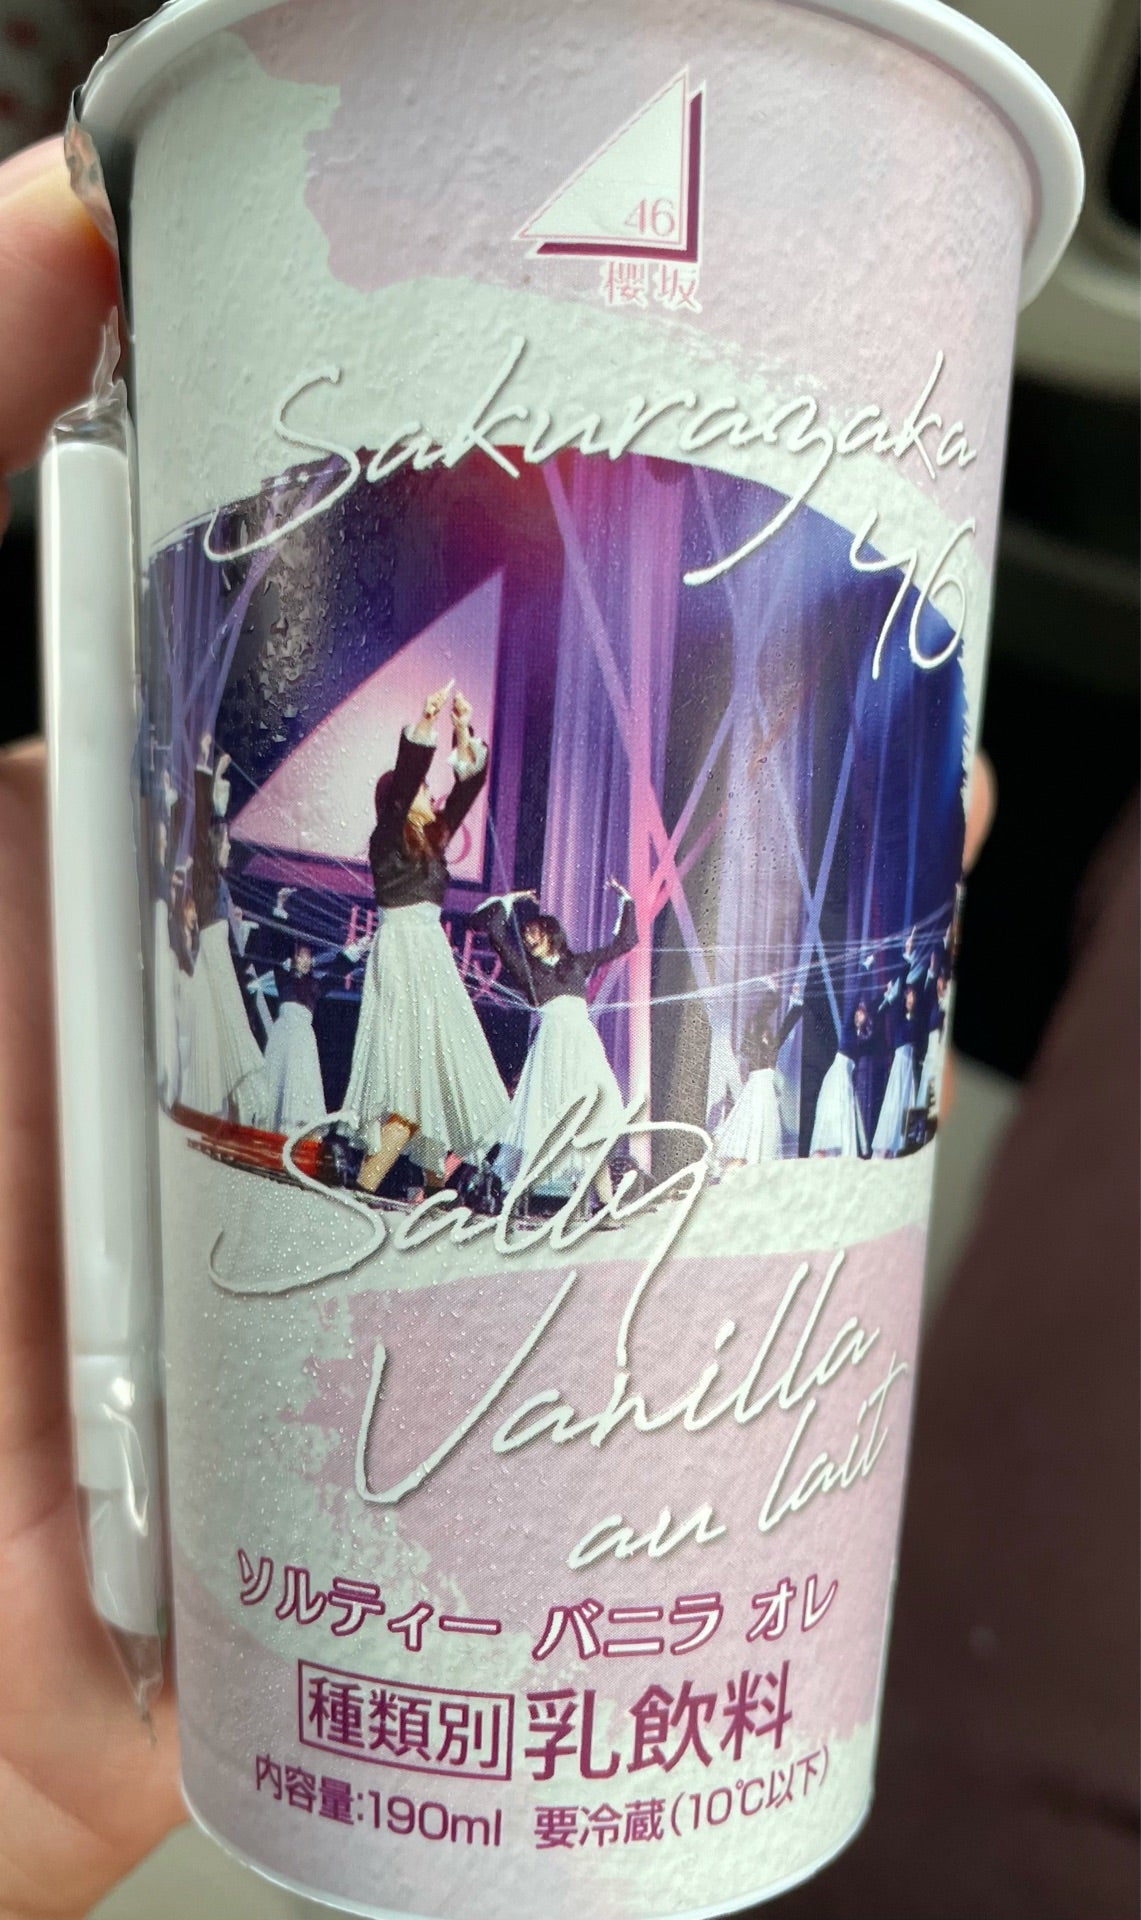 46
櫻坂
Sakurazaka
46
Salty
Vanilla
au lait
ソルティー バニラ オレ
種類別 乳飲料
内容量:190ml 要冷蔵(10℃以下)